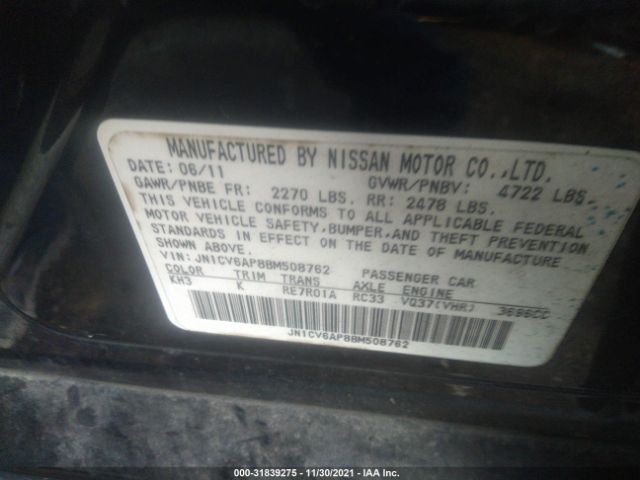 MANUFACTURED BY NISSAN MOTOR CO.,LTD.
DATE: 06/11 GVWR/PNBV: 4722 LBS.
GAWR/PNBE FR: 2270 LBS. RR: 2478 LBS.
THIS VEHICLE CONFORMS TO ALL APPLICABLE FEDERAL
MOTOR VEHICLE SAFETY,BUMPER,AND THEFT PREVENTION
STANDARDS IN EFFECT ON THE DATE OF MANUFACTURE
SHOWN ABOVE.
VIN: JN1CV6AP8BM508762 PASSENGER CAR
COLOR TRIM TRANS AXLE ENGINE
KH3 K RE7R01A RC33 VQ37(VHR) 3696CC
JN1CV6AP8BM508762
000-31839275 - 11/30/2021 - IAA Inc.